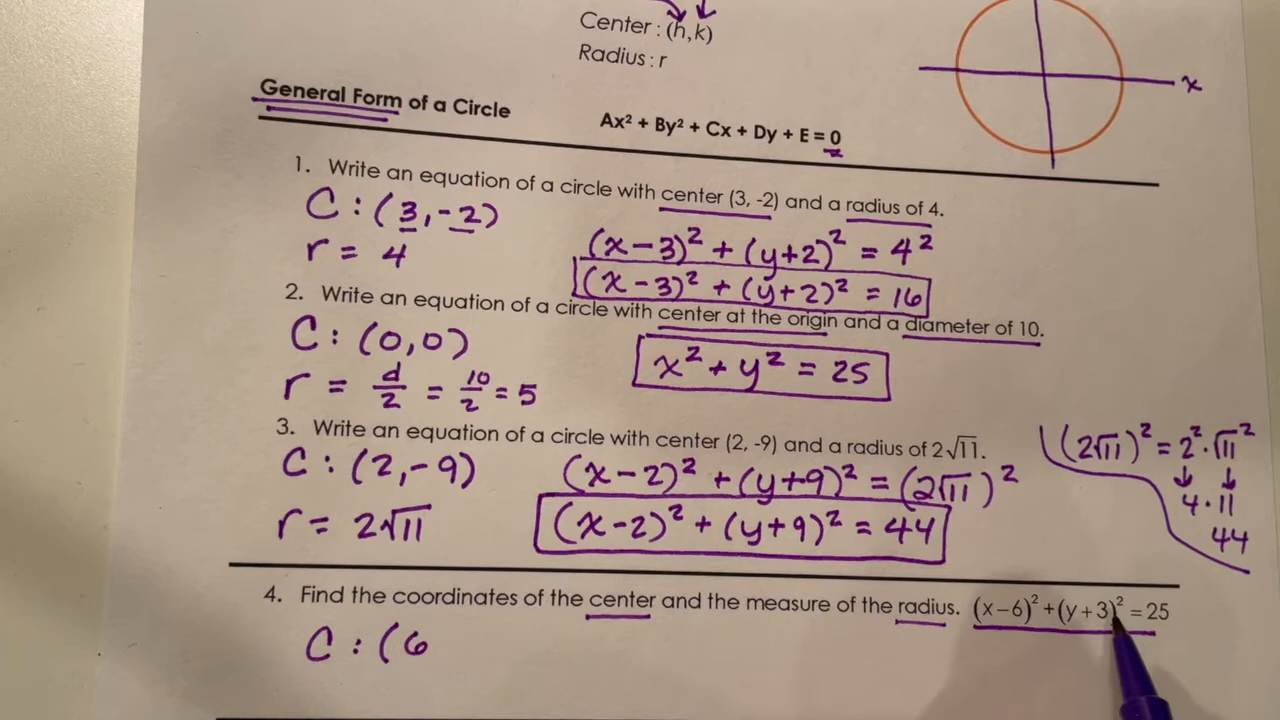 Center : (h,k)
Radius : r
x
General Form of a Circle
Ax² + By² + Cx + Dy + E = 0
1. Write an equation of a circle with center (3, -2) and a radius of 4.
C : (3, -2)
r = 4
(x-3)² + (y+2)² = 4²
(x-3)² + (y+2)² = 16
2. Write an equation of a circle with center at the origin and a diameter of 10.
C : (0,0)
r = d/2 = 10/2 = 5
x² + y² = 25
3. Write an equation of a circle with center (2, -9) and a radius of 2√11.
C : (2,-9)
r = 2√11
(x-2)² + (y+9)² = (2√11)²
(x-2)² + (y+9)² = 44
(2√11)² = 2²·√11²
4·11
44
4. Find the coordinates of the center and the measure of the radius. (x-6)² + (y+3)² = 25
C : (6